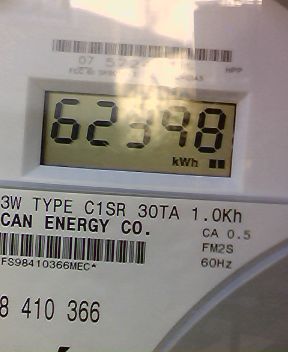 62398
kWh
3W TYPE C1SR 30TA 1.0Kh
CAN ENERGY CO.
CA 0.5
FM2S
60Hz
FS98410366MEC*
8 410 366